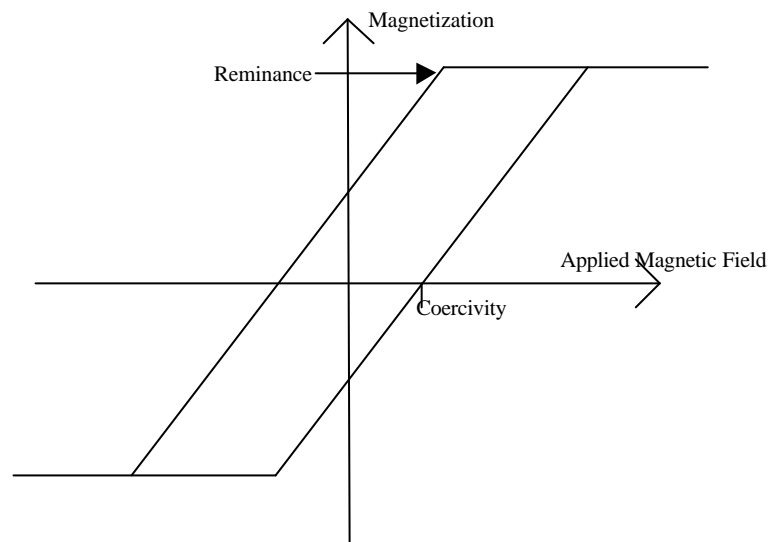 Magnetization
Reminance
Applied Magnetic Field
Coercivity